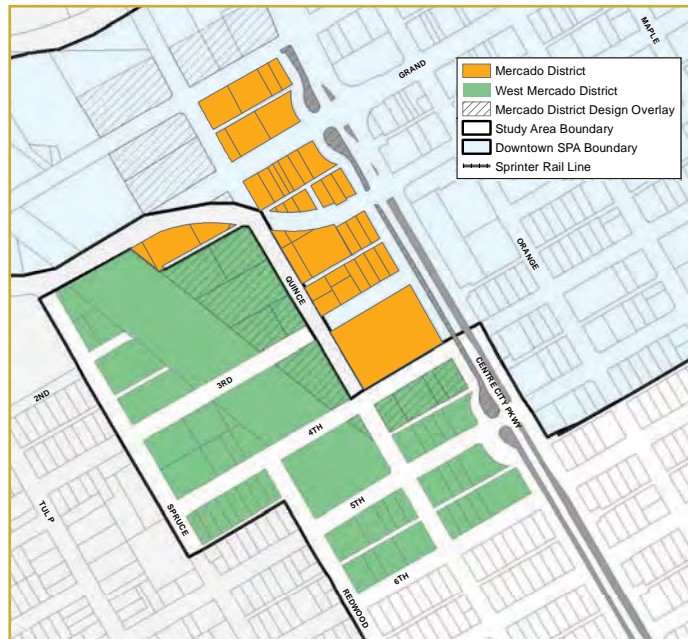 MAPLE
GRAND
Mercado District
West Mercado District
Mercado District Design Overlay
Study Area Boundary
Downtown SPA Boundary
Sprinter Rail Line
ORANGE
QUINCE
CENTRE CITY PKWY
2ND
3RD
4TH
TULIP
SPRUCE
5TH
6TH
REDWOOD